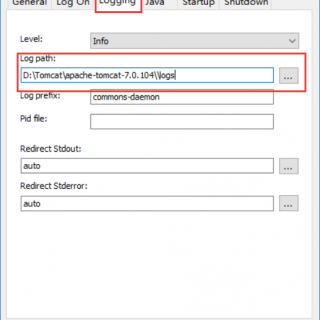 General Log On Logging Java Startup Shutdown
Level: Info
Log path:
D:\Tomcat\apache-tomcat-7.0.104\\logs
...
Log prefix: commons-daemon
Pid file:
Redirect Stdout:
auto
...
Redirect Stderror:
auto
...